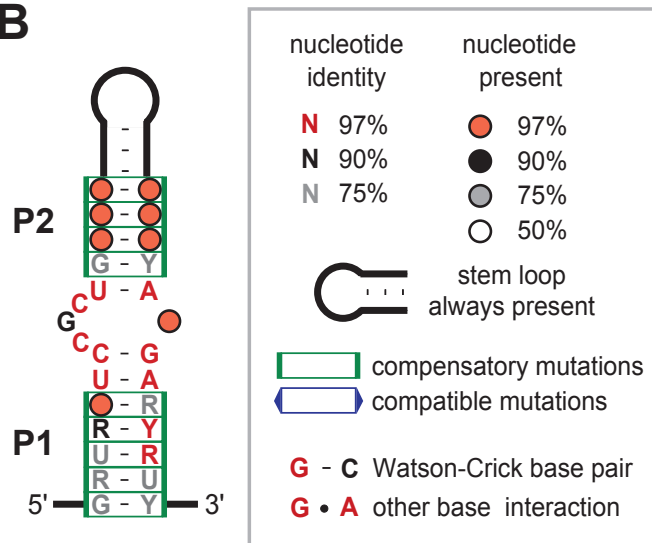 B
P2
G - Y
U - A
C
G
C
C - G
U - A
- R
P1
R - Y
U - R
R - U
5' G - Y 3'
nucleotide
identity
N 97%
N 90%
N 75%
nucleotide
present
97%
90%
75%
50%
stem loop
always present
compensatory mutations
compatible mutations
G - C Watson-Crick base pair
G • A other base interaction